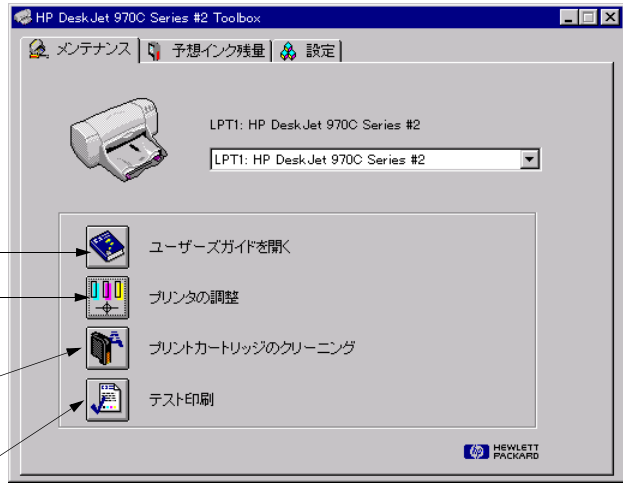 HP DeskJet 970C Series #2 Toolbox
メンテナンス 予想インク残量 設定
LPT1: HP DeskJet 970C Series #2
LPT1: HP DeskJet 970C Series #2
ユーザーズガイドを開く
プリンタの調整
プリントカートリッジのクリーニング
テスト印刷
hp HEWLETT
PACKARD